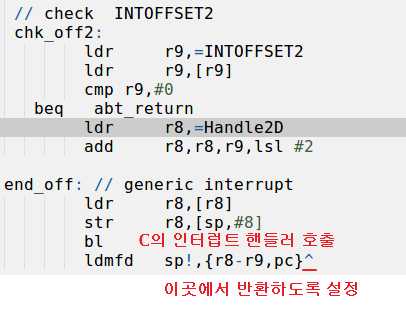 // check  INTOFFSET2
chk_off2:
ldr r9,=INTOFFSET2
ldr r9,[r9]
cmp r9,#0
beq abt_return
ldr r8,=Handle2D
add r8,r8,r9,lsl #2
end_off: // generic interrupt
ldr r8,[r8]
str r8,[sp,#8]
bl C의 인터럽트 핸들러 호출
ldmfd sp!,{r8-r9,pc}^
이곳에서 반환하도록 설정